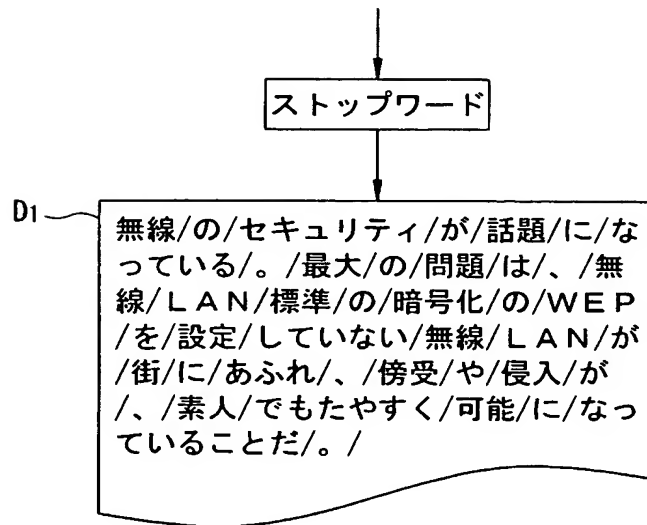 ストップワード
D1
無線/の/セキュリティ/が/話題/に/な
っている/。/最大/の/問題/は/、/無
線/ＬＡＮ/標準/の/暗号化/の/ＷＥＰ
/を/設定/していない/無線/ＬＡＮ/が
/街/に/あふれ/、/傍受/や/侵入/が
/、/素人/でもたやすく/可能/に/なっ
ていることだ/。/